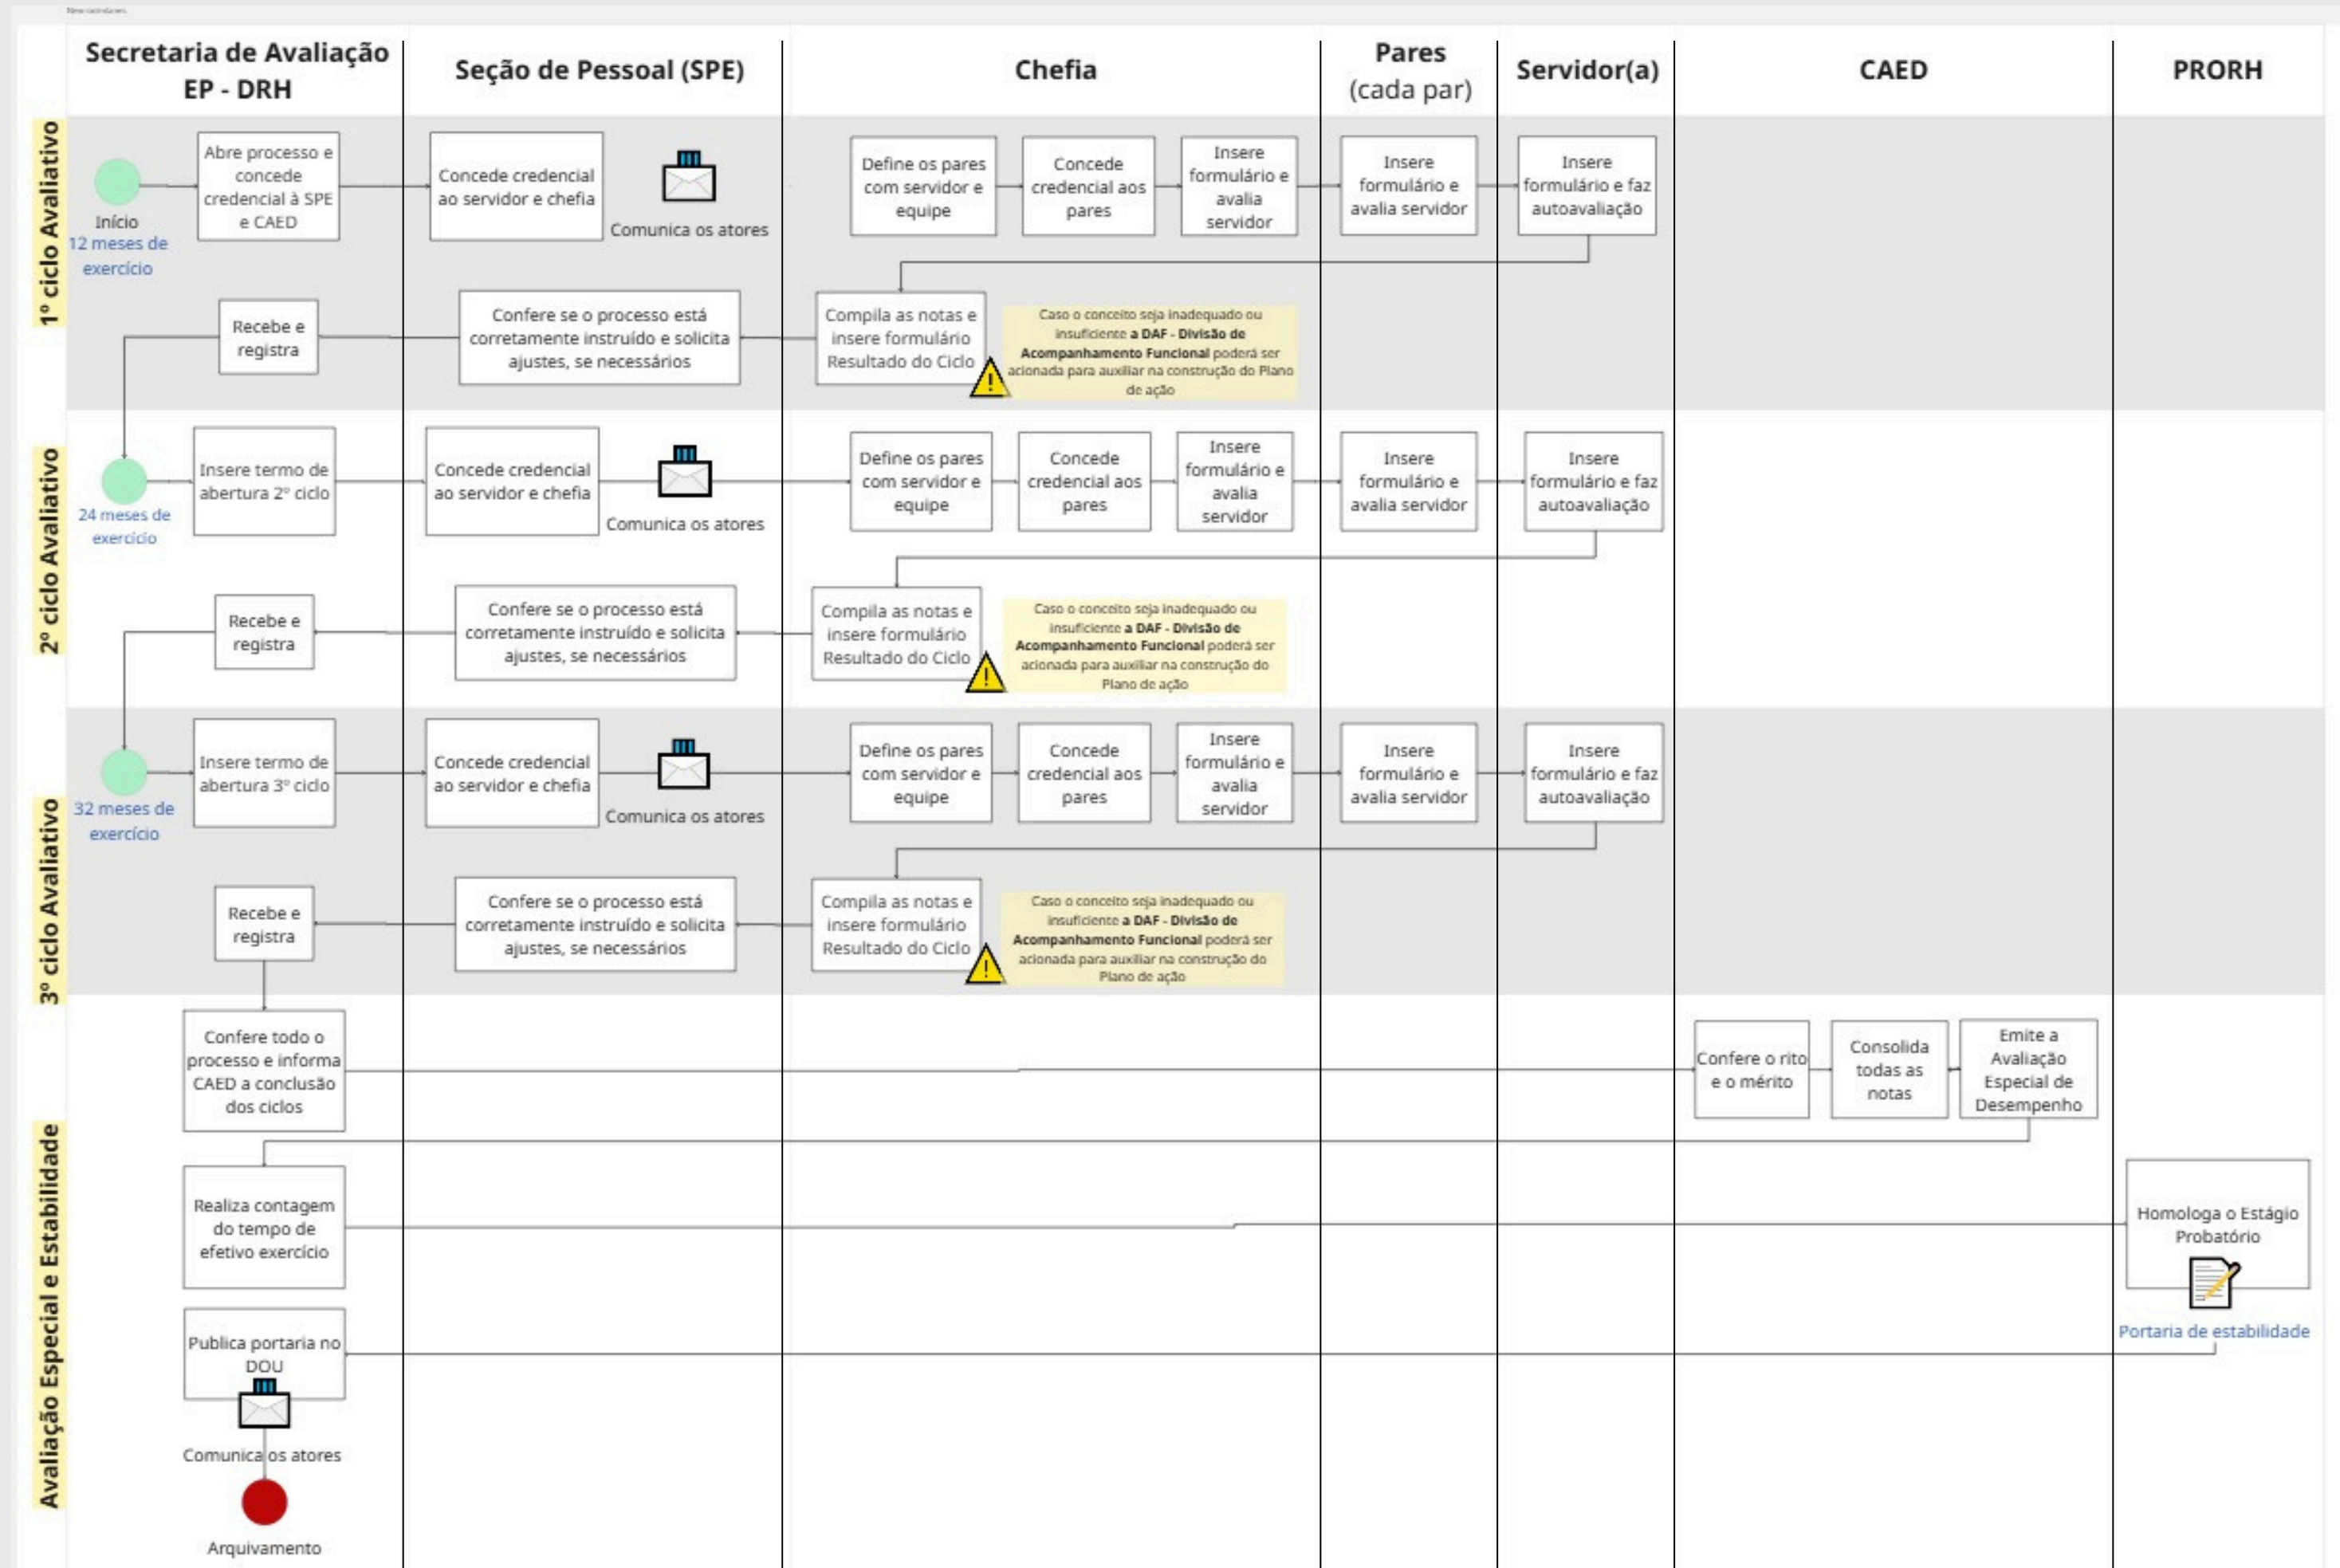 Secretaria de Avaliação
EP - DRH
Seção de Pessoal (SPE)
Chefia
Pares
(cada par)
Servidor(a)
CAED
PRORH
1º ciclo Avaliativo
Início
12 meses de
exercício
Abre processo e
concede
credencial à SPE
e CAED
Concede credencial
ao servidor e chefia
Comunica os atores
Define os pares
com servidor e
equipe
Concede
credencial aos
pares
Insere
formulário e
avalia
servidor
Insere
formulário e
avalia servidor
Insere
formulário e faz
autoavaliação
Recebe e
registra
Confere se o processo está
corretamente instruído e solicita
ajustes, se necessários
Compila as notas e
insere formulário
Resultado do Ciclo
Caso o conceito seja inadequado ou
insuficiente a DAF - Divisão de
Acompanhamento Funcional poderá ser
acionada para auxiliar na construção do Plano
de ação
2º ciclo Avaliativo
24 meses de
exercício
Insere termo de
abertura 2º ciclo
Concede credencial
ao servidor e chefia
Comunica os atores
Define os pares
com servidor e
equipe
Concede
credencial aos
pares
Insere
formulário e
avalia
servidor
Insere
formulário e
avalia servidor
Insere
formulário e faz
autoavaliação
Recebe e
registra
Confere se o processo está
corretamente instruído e solicita
ajustes, se necessários
Compila as notas e
insere formulário
Resultado do Ciclo
Caso o conceito seja inadequado ou
insuficiente a DAF - Divisão de
Acompanhamento Funcional poderá ser
acionada para auxiliar na construção do
Plano de ação
3º ciclo Avaliativo
32 meses de
exercício
Insere termo de
abertura 3º ciclo
Concede credencial
ao servidor e chefia
Comunica os atores
Define os pares
com servidor e
equipe
Concede
credencial aos
pares
Insere
formulário e
avalia
servidor
Insere
formulário e
avalia servidor
Insere
formulário e faz
autoavaliação
Recebe e
registra
Confere se o processo está
corretamente instruído e solicita
ajustes, se necessários
Compila as notas e
insere formulário
Resultado do Ciclo
Caso o conceito seja inadequado ou
insuficiente a DAF - Divisão de
Acompanhamento Funcional poderá ser
acionada para auxiliar na construção do
Plano de ação
Avaliação Especial e Estabilidade
Confere todo o
processo e informa
CAED a conclusão
dos ciclos
Confere o rito
e o mérito
Consolida
todas as
notas
Emite a
Avaliação
Especial de
Desempenho
Realiza contagem
do tempo de
efetivo exercício
Homologa o Estágio
Probatório
Portaria de estabilidade
Publica portaria no
DOU
Comunica os atores
Arquivamento